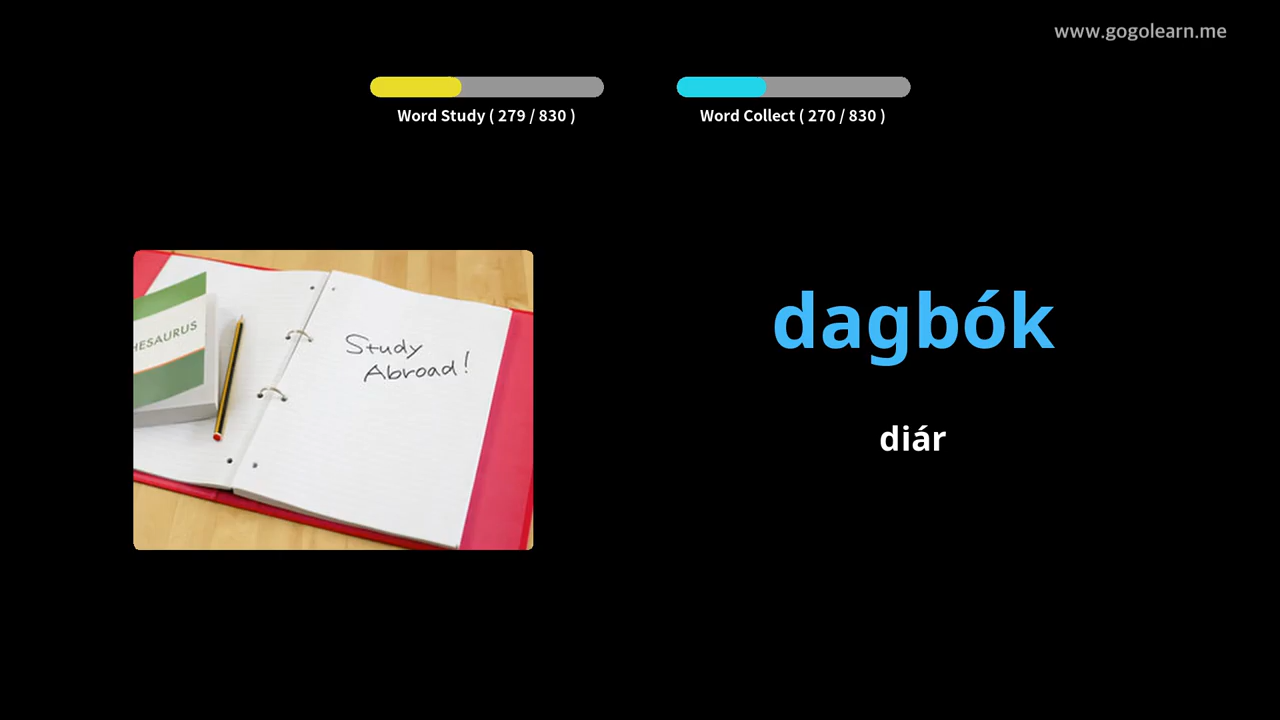 www.gogolearn.me
Word Study ( 279 / 830 )
Word Collect ( 270 / 830 )
HESAURUS
Study
Abroad!
dagbók
diár